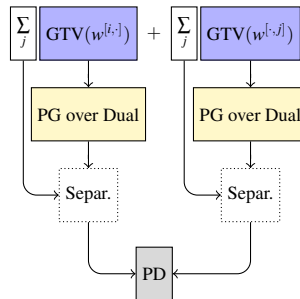 ∑j GTV(w^[i,·]) + ∑j GTV(w^[·,j])
PG over Dual PG over Dual
Separ. Separ.
PD